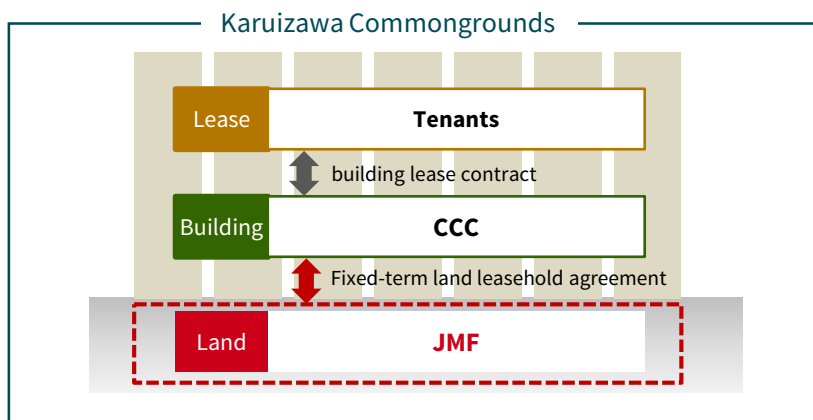 Karuizawa Commongrounds
Lease Tenants
building lease contract
Building CCC
Fixed-term land leasehold agreement
Land JMF